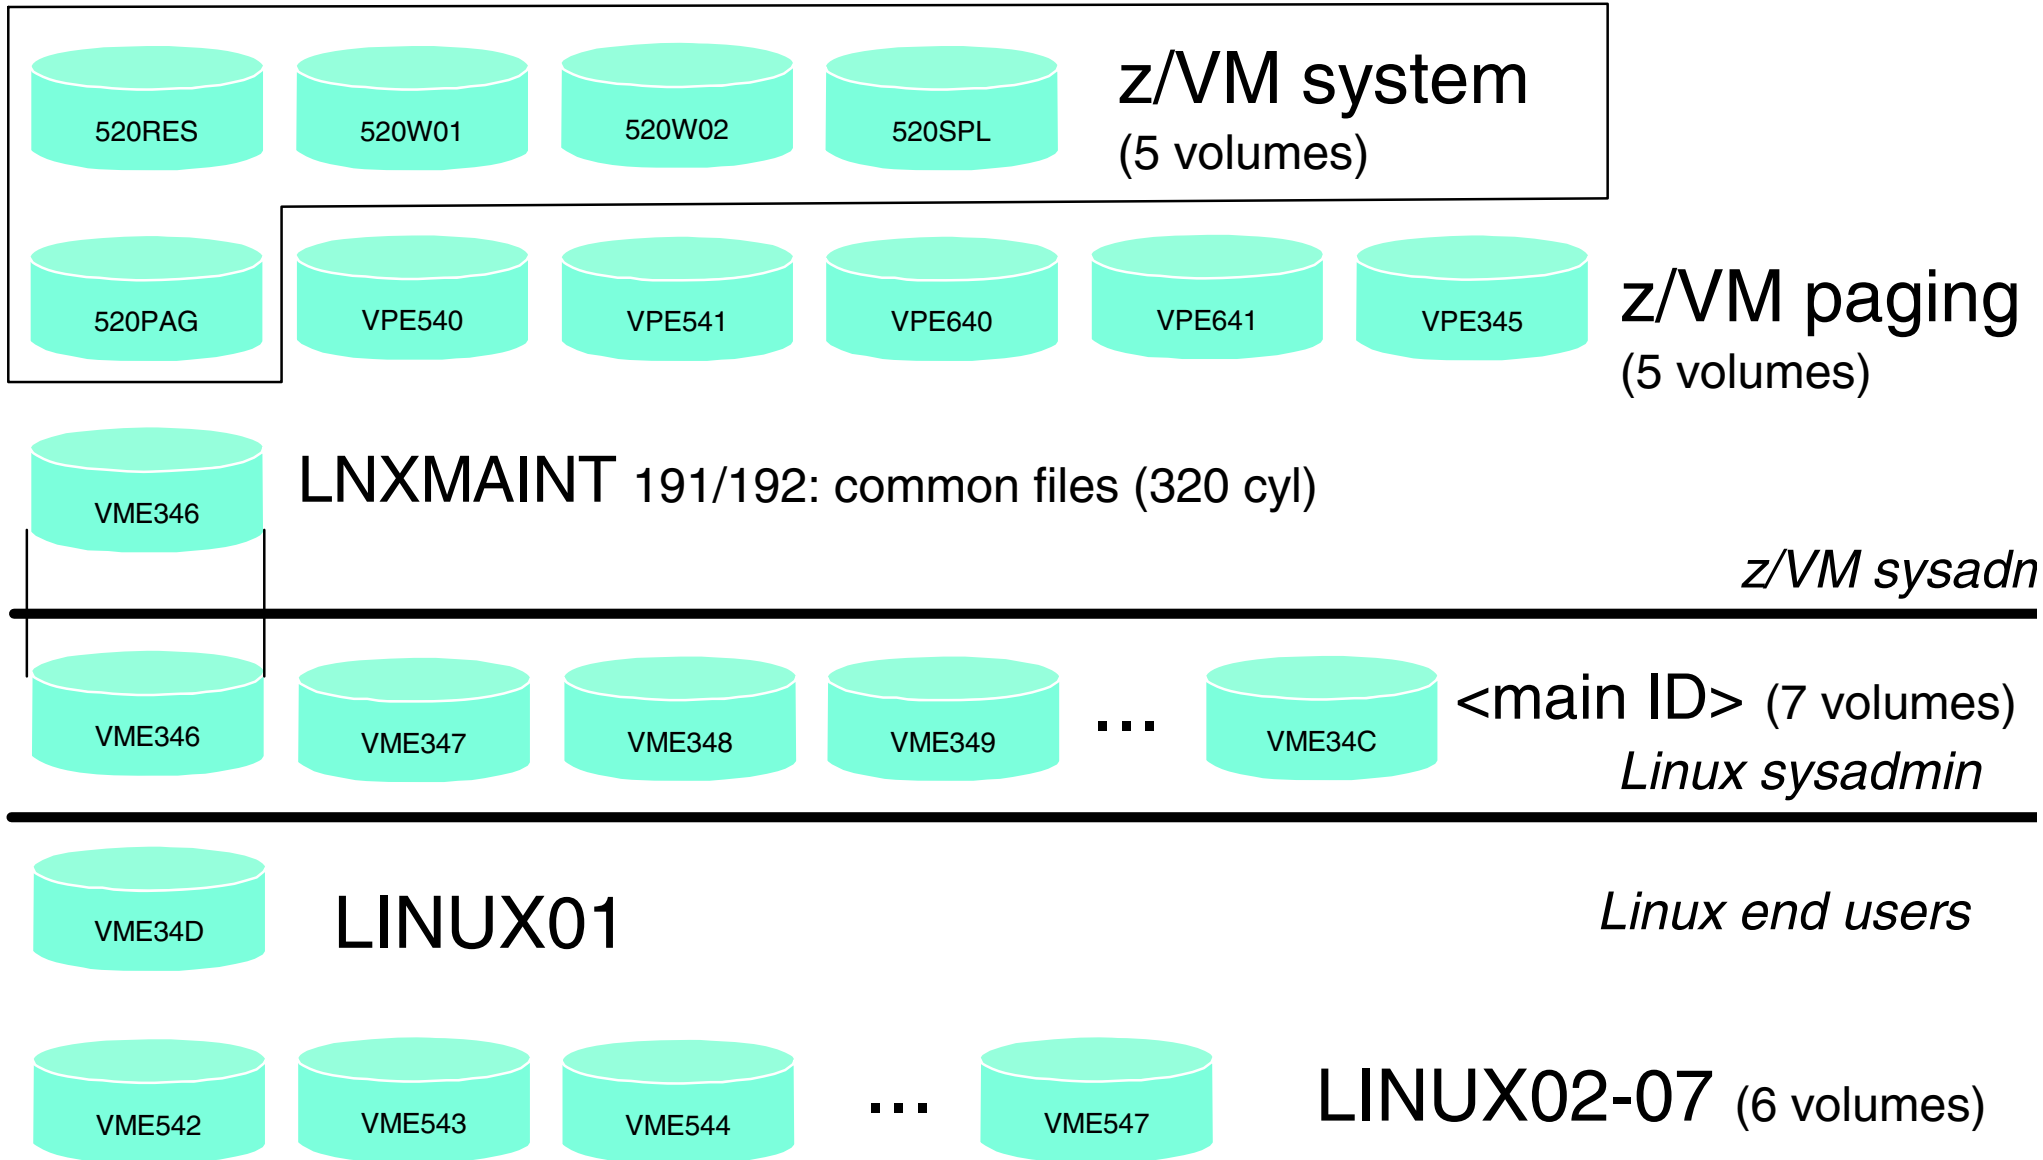 z/VM system
520RES 520W01 520W02 520SPL
(5 volumes)
520PAG VPE540 VPE541 VPE640 VPE641 VPE345
z/VM paging
(5 volumes)
VME346
LNXMAINT 191/192: common files (320 cyl)
z/VM sysadm
VME346 VME347 VME348 VME349 ... VME34C
<main ID> (7 volumes)
Linux sysadmin
VME34D
LINUX01
Linux end users
VME542 VME543 VME544 ... VME547
LINUX02-07 (6 volumes)